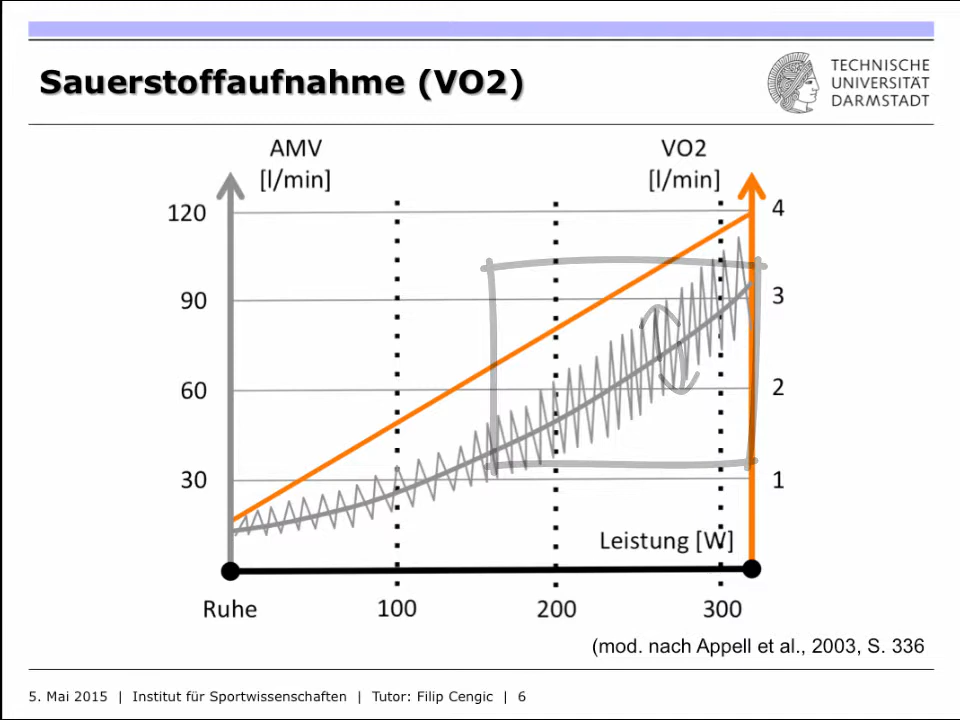 Sauerstoffaufnahme (VO2)
TECHNISCHE
UNIVERSITÄT
DARMSTADT
AMV
[l/min]
VO2
[l/min]
120
4
90
3
60
2
30
1
Leistung [W]
Ruhe
100
200
300
(mod. nach Appell et al., 2003, S. 336
5. Mai 2015 | Institut für Sportwissenschaften | Tutor: Filip Cengic | 6